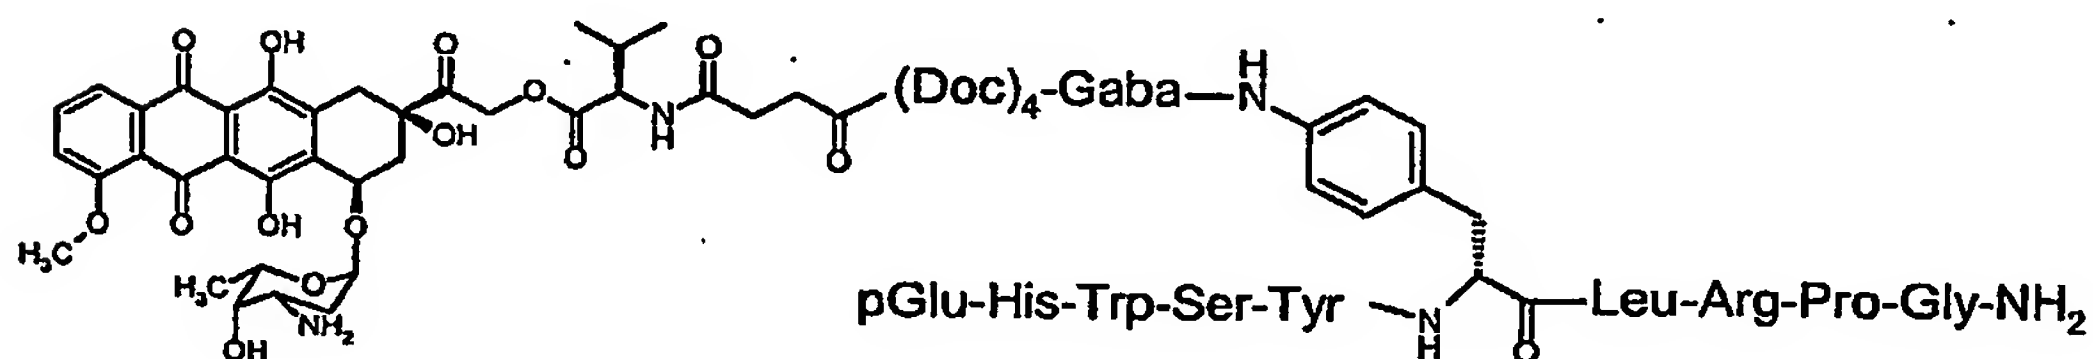 O OH O H
O (Doc)₄-Gaba—N
O
OH N
H
O O
O O OH O
H₃C
H₃C O
NH₂
OH
pGlu-His-Trp-Ser-Tyr N Leu-Arg-Pro-Gly-NH₂
H O